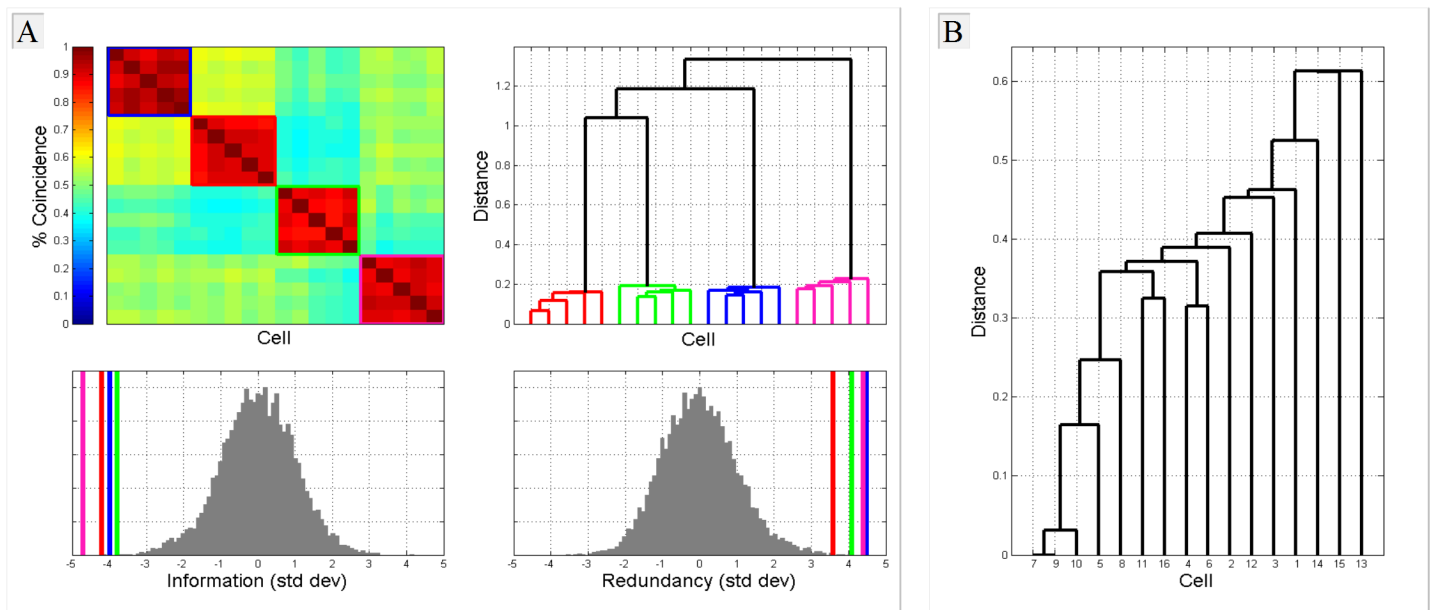 A
B
1
0.9
0.8
0.7
0.6
0.5
0.4
0.3
0.2
0.1
0
% Coincidence
Cell
1.2
1
0.8
0.6
0.4
0.2
0
Distance
Cell
-5 -4 -3 -2 -1 0 1 2 3 4 5
Information (std dev)
-5 -4 -3 -2 -1 0 1 2 3 4 5
Redundancy (std dev)
0.6
0.5
0.4
0.3
0.2
0.1
0
Distance
7 9 10 5 8 11 16 4 6 2 12 3 1 14 15 13
Cell